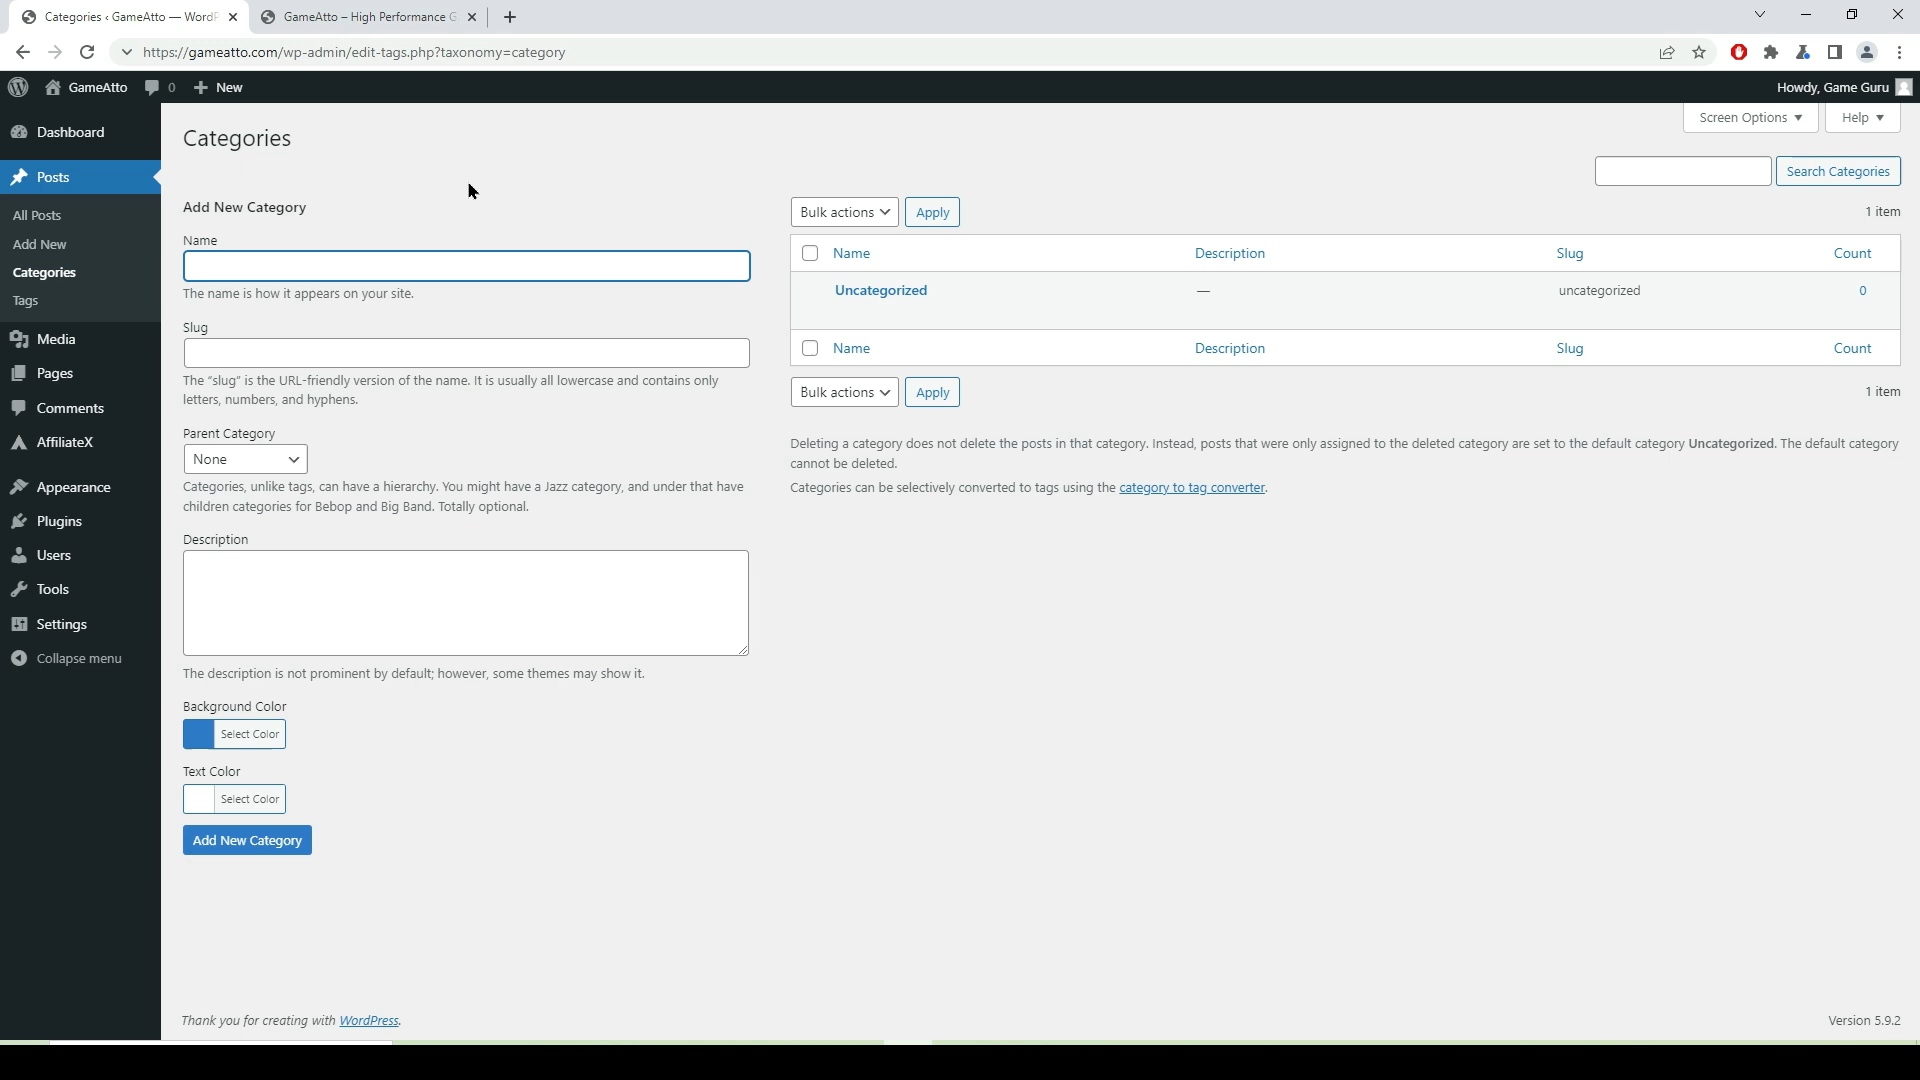 Categories ‹ GameAtto — WordP
GameAtto – High Performance G
https://gameatto.com/wp-admin/edit-tags.php?taxonomy=category
GameAtto
0
New
Howdy, Game Guru
Dashboard
Posts
All Posts
Add New
Categories
Tags
Media
Pages
Comments
AffiliateX
Appearance
Plugins
Users
Tools
Settings
Collapse menu
Screen Options
Help
Categories
Search Categories
Add New Category
Name
The name is how it appears on your site.
Slug
The “slug” is the URL-friendly version of the name. It is usually all lowercase and contains only
letters, numbers, and hyphens.
Parent Category
None
Categories, unlike tags, can have a hierarchy. You might have a Jazz category, and under that have
children categories for Bebop and Big Band. Totally optional.
Description
The description is not prominent by default; however, some themes may show it.
Background Color
Select Color
Text Color
Select Color
Add New Category
Bulk actions Apply 1 item
Name Description Slug Count
Uncategorized — uncategorized 0
Name Description Slug Count
Bulk actions Apply 1 item
Deleting a category does not delete the posts in that category. Instead, posts that were only assigned to the deleted category are set to the default category Uncategorized. The default category
cannot be deleted.
Categories can be selectively converted to tags using the category to tag converter.
Thank you for creating with WordPress.
Version 5.9.2